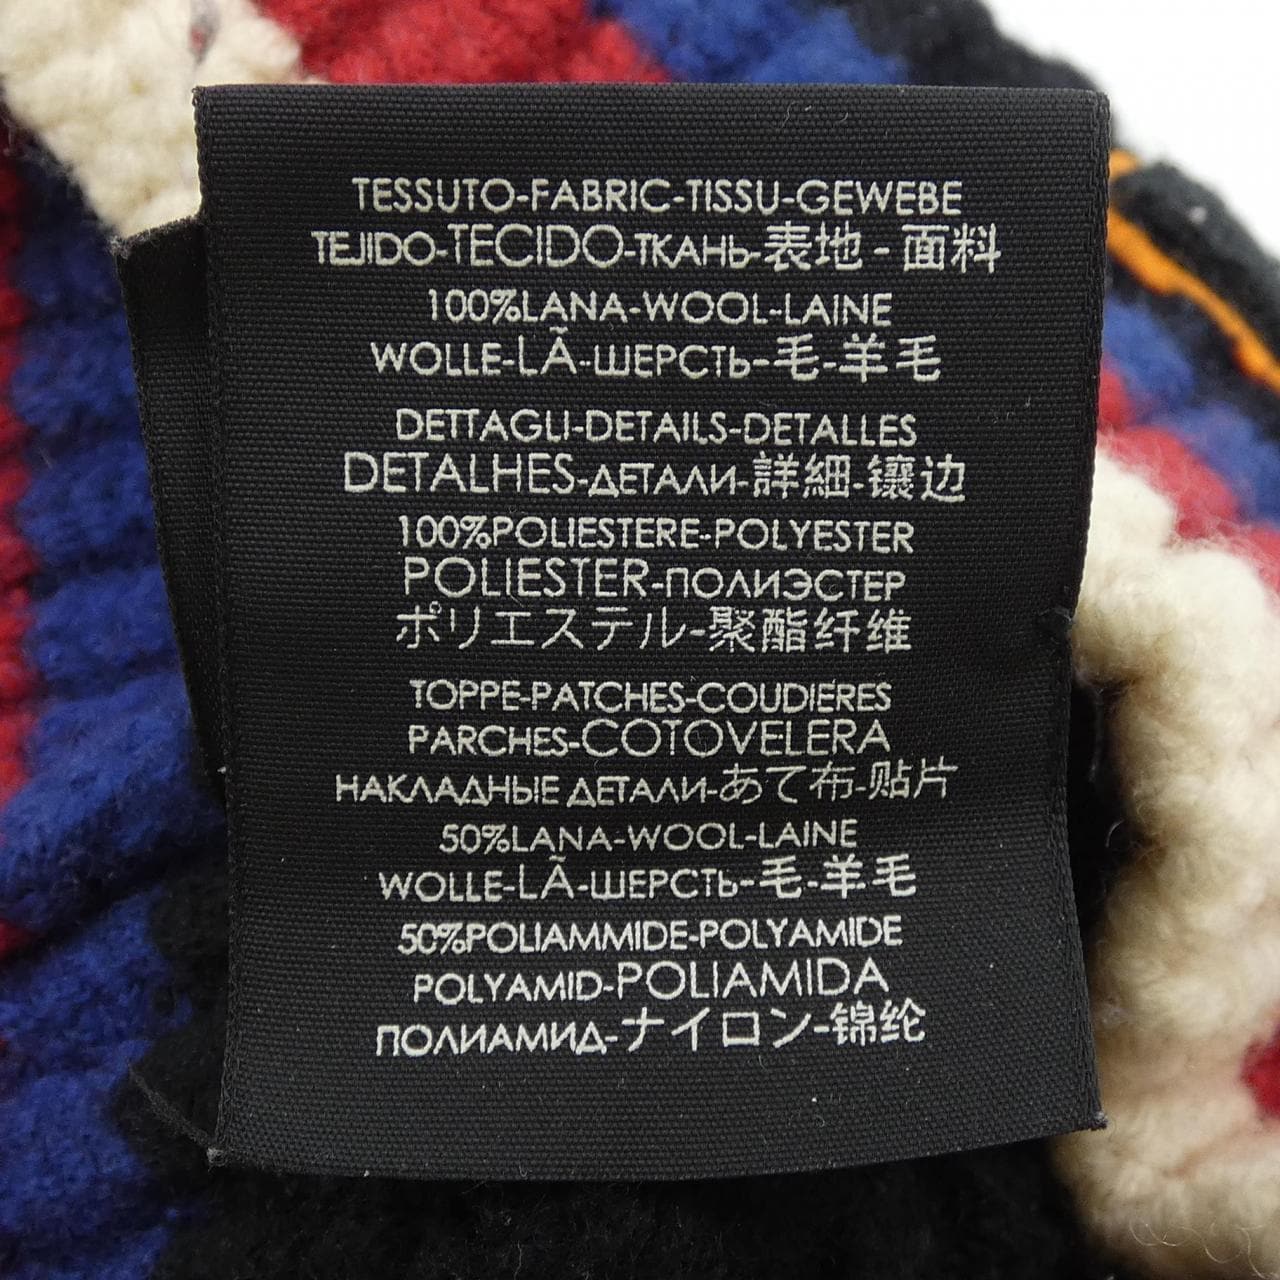 TESSUTO-FABRIC-TISSU-GEWEBE
TEJIDO-TECIDO-ТКАНЬ-表地-面料
100%LANA-WOOL-LAINE
WOLLE-LÃ-ШЕРСТЬ-毛-羊毛
DETTAGLI-DETAILS-DETALLES
DETALHES-ДЕТАЛИ-詳細-镶边
100%POLIESTERE-POLYESTER
POLIESTER-ПОЛИЭСТЕР
ポリエステル-聚酯纤维
TOPPE-PATCHES-COUDIERES
PARCHES-COTOVELERA
НАКЛАДНЫЕ ДЕТАЛИ-あて布-贴片
50%LANA-WOOL-LAINE
WOLLE-LÃ-ШЕРСТЬ-毛-羊毛
50%POLIAMMIDE-POLYAMIDE
POLYAMID-POLIAMIDA
ПОЛИАМИД-ナイロン-锦纶